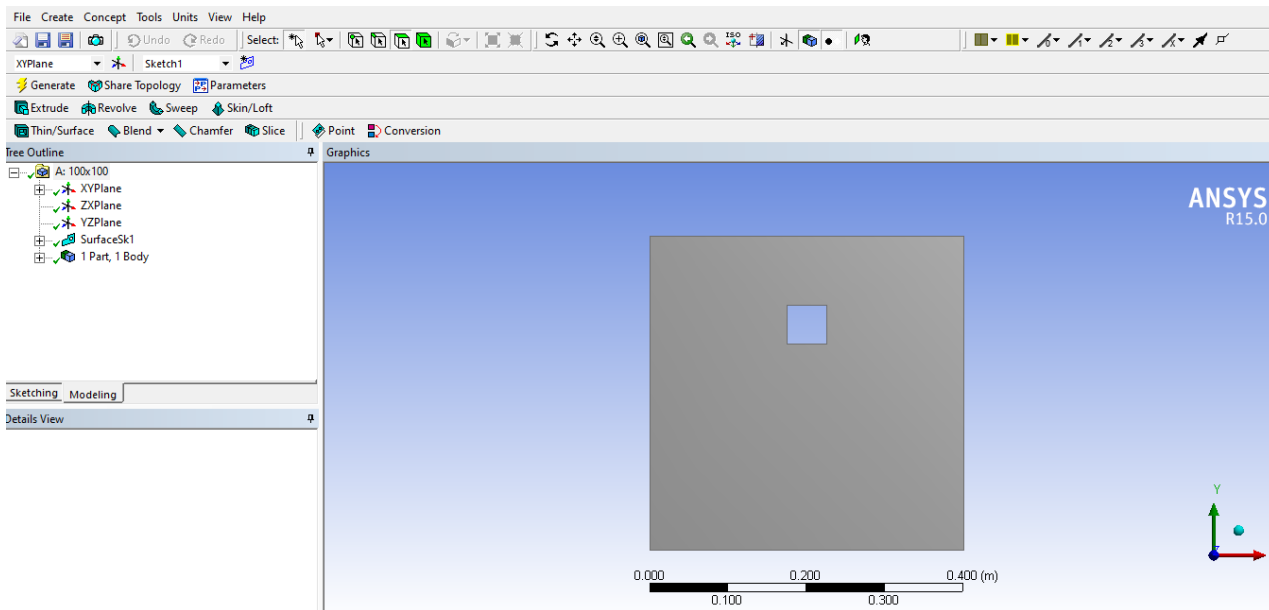 File Create Concept Tools Units View Help
Undo Redo Select: ISO
XYPlane Sketch1
Generate Share Topology Parameters
Extrude Revolve Sweep Skin/Loft
Thin/Surface Blend Chamfer Slice Point Conversion
Tree Outline
Graphics
A: 100x100
XYPlane
ZXPlane
YZPlane
SurfaceSk1
1 Part, 1 Body
Sketching Modeling
Details View
ANSYS
R15.0
Y
0.000 0.200 0.400 (m)
0.100 0.300